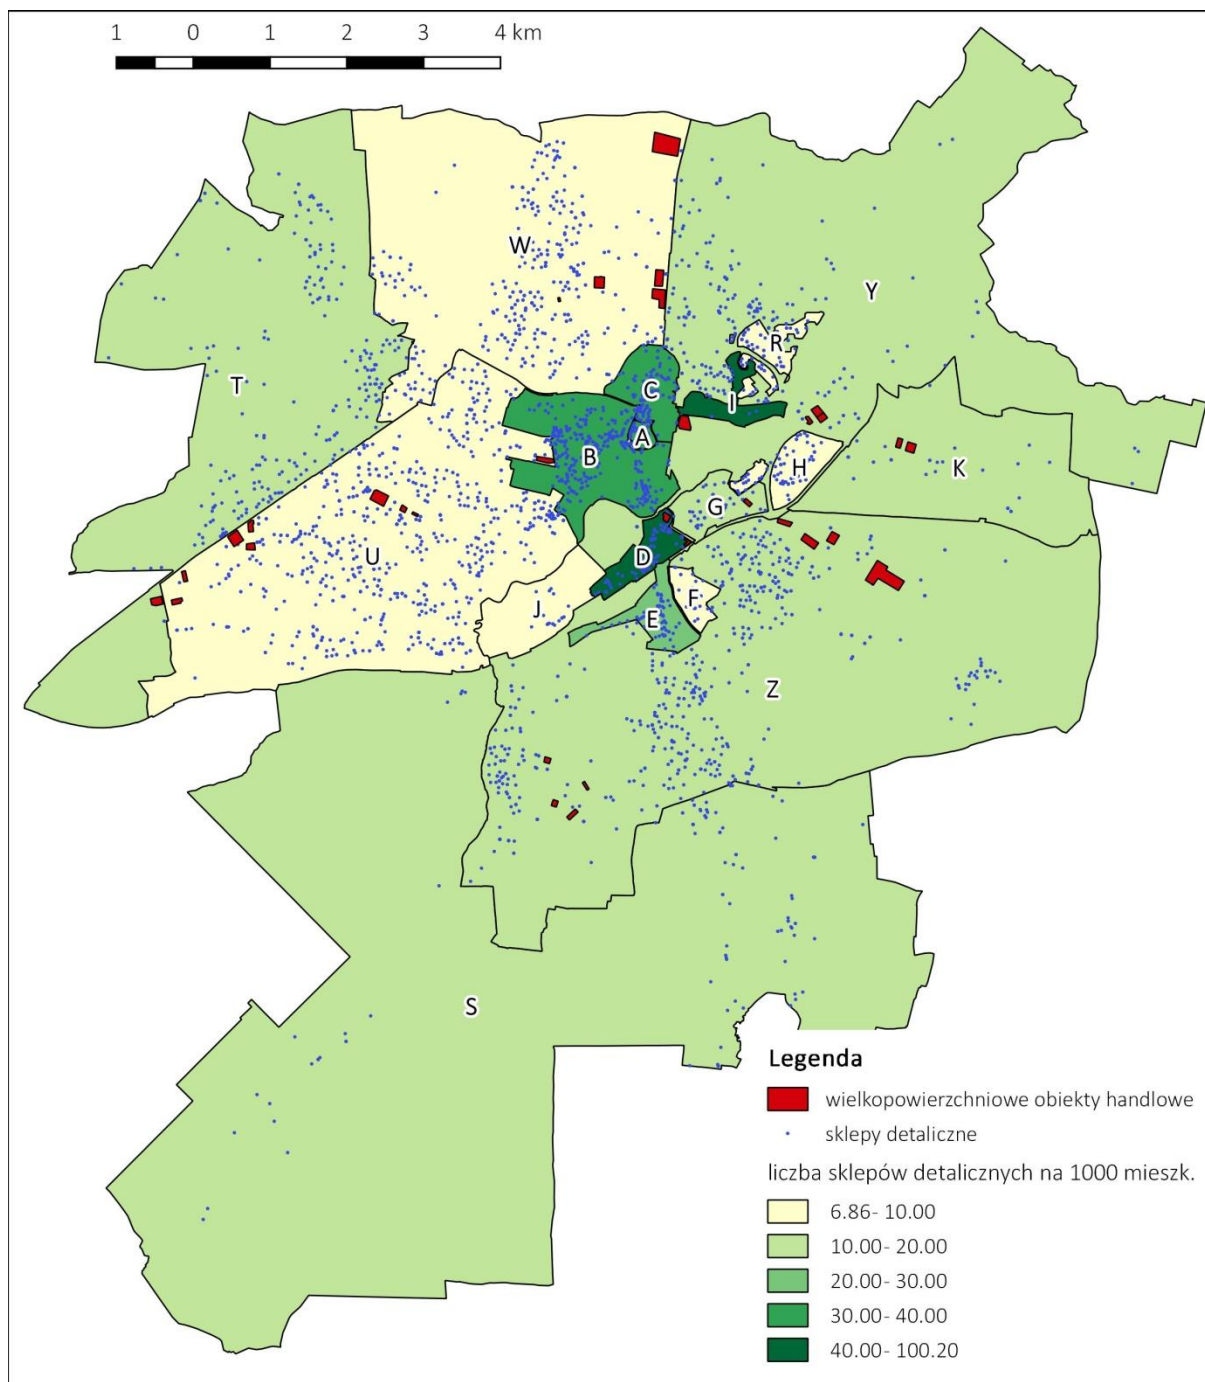 1 0 1 2 3 4 km
W
Y
R
T
C
I
A
B
H
K
G
U
D
J
F
E
Z
S
Legenda
wielkopowierzchniowe obiekty handlowe
sklepy detaliczne
liczba sklepów detalicznych na 1000 mieszk.
6.86- 10.00
10.00- 20.00
20.00- 30.00
30.00- 40.00
40.00- 100.20